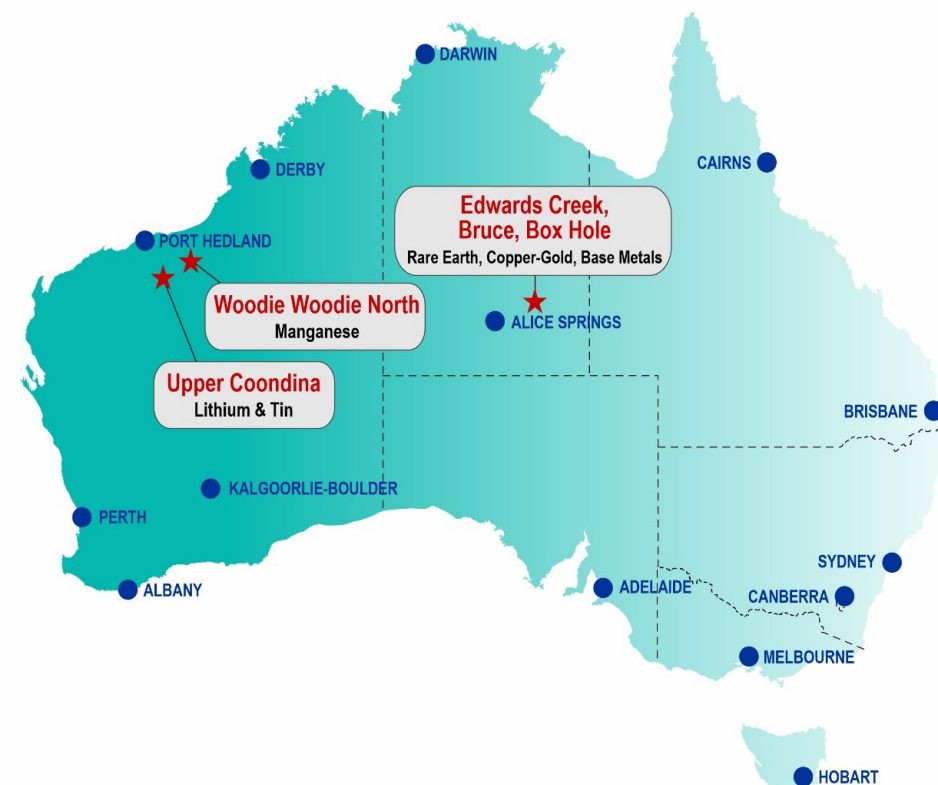 DARWIN
DERBY
CAIRNS
Edwards Creek,
Bruce, Box Hole
Rare Earth, Copper-Gold, Base Metals
PORT HEDLAND
Woodie Woodie North
Manganese
ALICE SPRINGS
Upper Coondina
Lithium & Tin
BRISBANE
KALGOORLIE-BOULDER
PERTH
SYDNEY
ALBANY
ADELAIDE
CANBERRA
MELBOURNE
HOBART